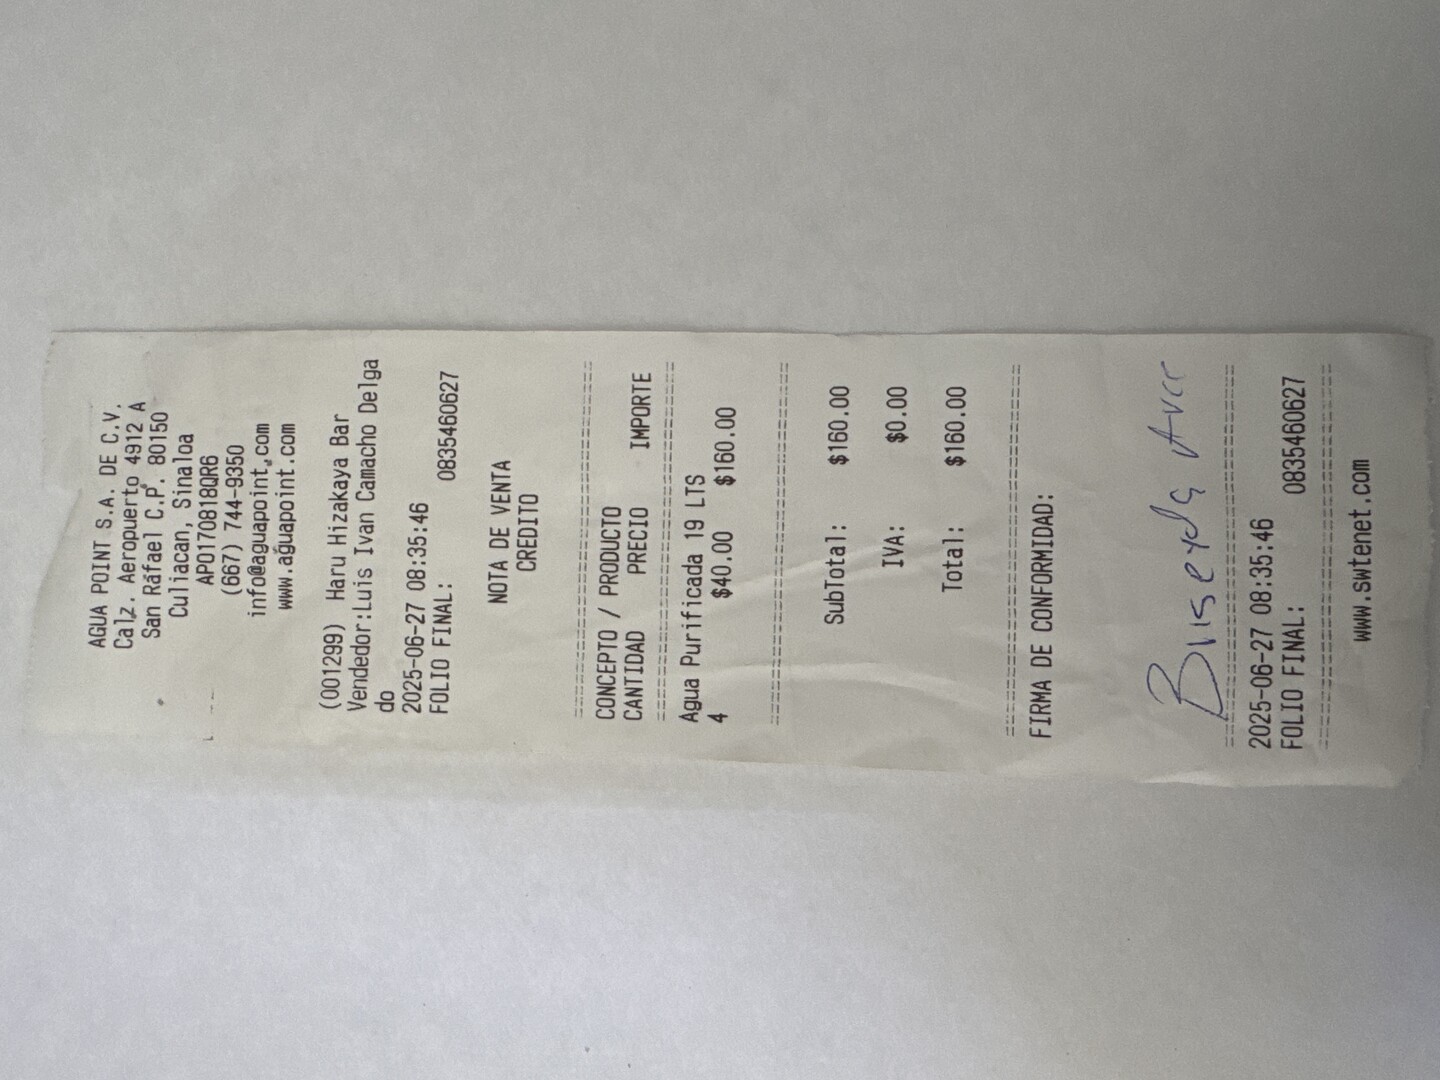 AGUA POINT S.A. DE C.V.
Calz. Aeropuerto 4912 A
San Ráfael C.P. 80150
Culiacan, Sinaloa
APO170818QR6
(667) 744-9350
info@aguapoint.com
www.aguapoint.com
(001299) Haru Hizakaya Bar
Vendedor:Luis Ivan Camacho Delga
do
2025-06-27 08:35:46
FOLIO FINAL: 0835460627
NOTA DE VENTA
CREDITO
================================
CONCEPTO / PRODUCTO
CANTIDAD PRECIO IMPORTE
================================
Agua Purificada 19 LTS
4 $40.00 $160.00
================================
SubTotal: $160.00
IVA: $0.00
Total: $160.00
================================
FIRMA DE CONFORMIDAD:
================================
2025-06-27 08:35:46
FOLIO FINAL: 0835460627
================================
www.swtenet.com